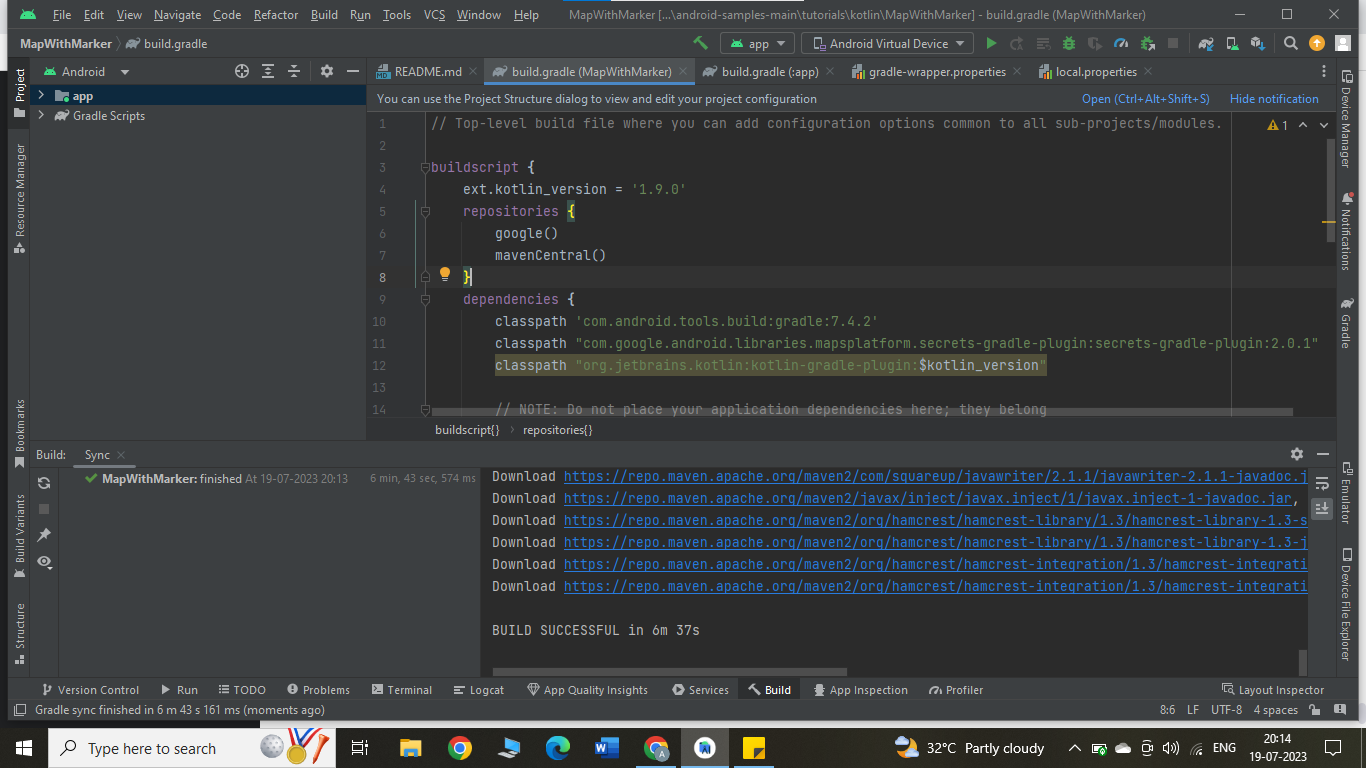 File Edit View Navigate Code Refactor Build Run Tools VCS Window Help MapWithMarker [...\android-samples-main\tutorials\kotlin\MapWithMarker] - build.gradle (MapWithMarker)
MapWithMarker build.gradle app Android Virtual Device
Project
Resource Manager
Bookmarks
Build Variants
Structure
Android
app
Gradle Scripts
README.md build.gradle (MapWithMarker) build.gradle (:app) gradle-wrapper.properties local.properties
You can use the Project Structure dialog to view and edit your project configuration Open (Ctrl+Alt+Shift+S) Hide notification
1 // Top-level build file where you can add configuration options common to all sub-projects/modules. 1
2
3 buildscript {
4 ext.kotlin_version = '1.9.0'
5 repositories {
6 google()
7 mavenCentral()
8 }
9 dependencies {
10 classpath 'com.android.tools.build:gradle:7.4.2'
11 classpath "com.google.android.libraries.mapsplatform.secrets-gradle-plugin:secrets-gradle-plugin:2.0.1"
12 classpath "org.jetbrains.kotlin:kotlin-gradle-plugin:$kotlin_version"
13
14 // NOTE: Do not place your application dependencies here; they belong
buildscript{} repositories{}
Device Manager
Notifications
Gradle
Emulator
Device File Explorer
Build: Sync
MapWithMarker: finished At 19-07-2023 20:13 6 min, 43 sec, 574 ms
Download https://repo.maven.apache.org/maven2/com/squareup/javawriter/2.1.1/javawriter-2.1.1-javadoc.j
Download https://repo.maven.apache.org/maven2/javax/inject/javax.inject/1/javax.inject-1-javadoc.jar,
Download https://repo.maven.apache.org/maven2/org/hamcrest/hamcrest-library/1.3/hamcrest-library-1.3-s
Download https://repo.maven.apache.org/maven2/org/hamcrest/hamcrest-library/1.3/hamcrest-library-1.3-j
Download https://repo.maven.apache.org/maven2/org/hamcrest/hamcrest-integration/1.3/hamcrest-integrati
Download https://repo.maven.apache.org/maven2/org/hamcrest/hamcrest-integration/1.3/hamcrest-integrati
BUILD SUCCESSFUL in 6m 37s
Version Control Run TODO Problems Terminal Logcat App Quality Insights Services Build App Inspection Profiler Layout Inspector
Gradle sync finished in 6 m 43 s 161 ms (moments ago) 8:6 LF UTF-8 4 spaces
Type here to search 32°C Partly cloudy ENG 20:14
19-07-2023